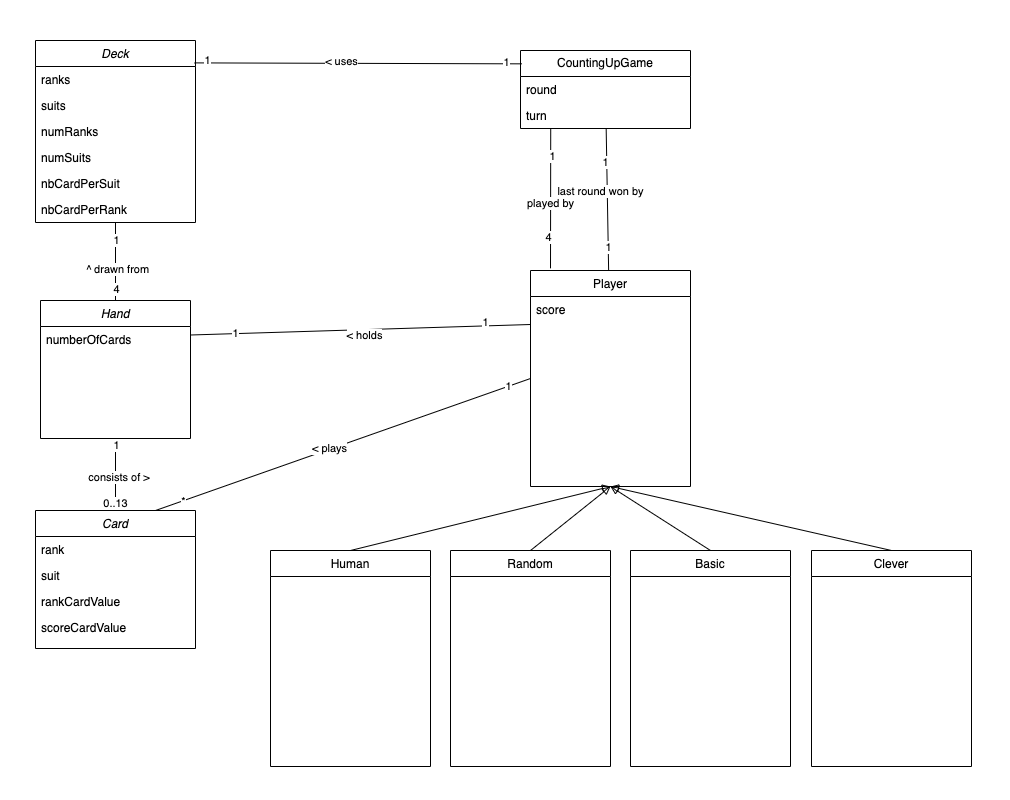 Deck
ranks
suits
numRanks
numSuits
nbCardPerSuit
nbCardPerRank
1
< uses
1
CountingUpGame
round
turn
1
1
last round won by
played by
4
1
1
^ drawn from
4
Hand
numberOfCards
1
< holds
1
Player
score
1
< plays
*
1
consists of >
0..13
Card
rank
suit
rankCardValue
scoreCardValue
Human
Random
Basic
Clever